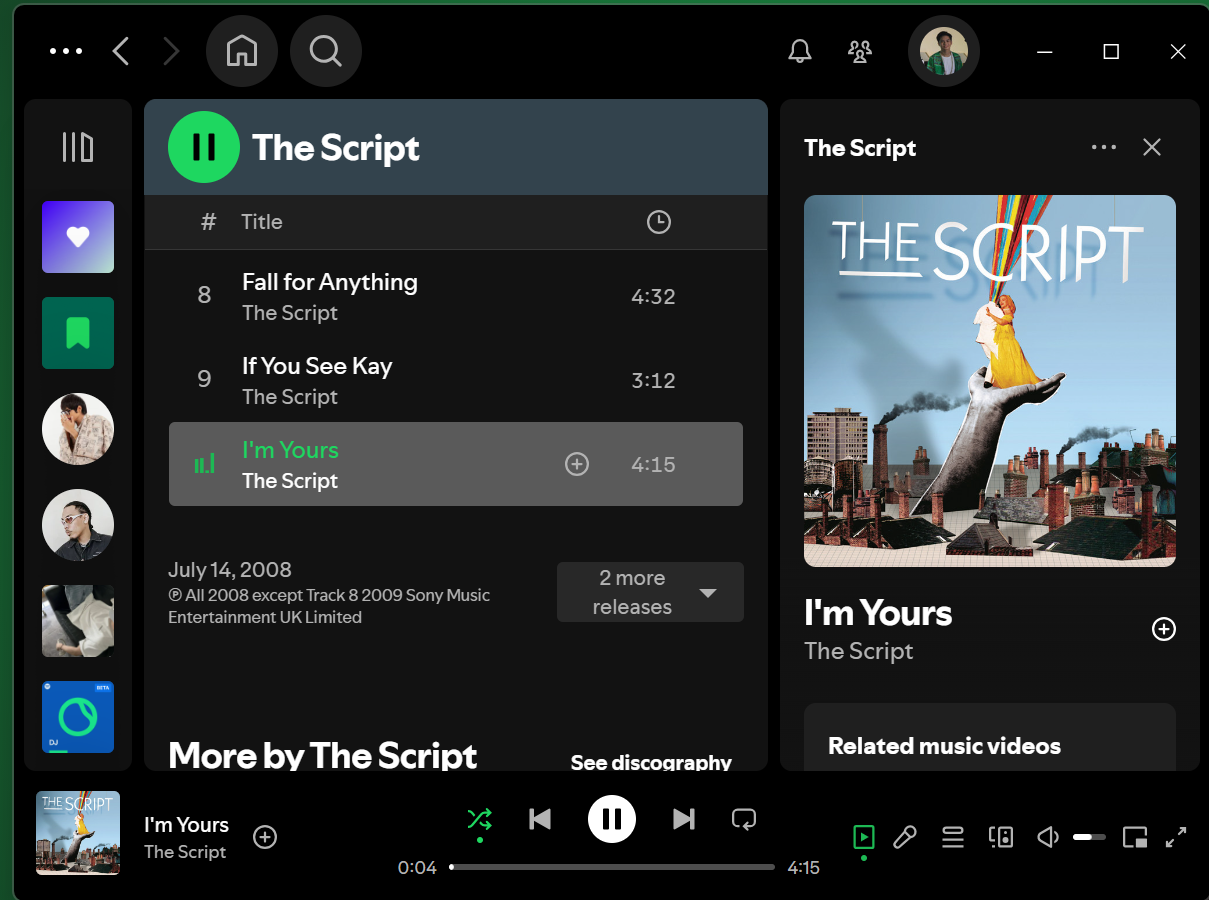 The Script
# Title
8 Fall for Anything 4:32
The Script
9 If You See Kay 3:12
The Script
I'm Yours 4:15
The Script
July 14, 2008
℗ All 2008 except Track 8 2009 Sony Music
Entertainment UK Limited
2 more
releases
More by The Script
See discography
The Script
THE SCRIPT
I'm Yours
The Script
Related music videos
BETA
DJ
THE SCRIPT
I'm Yours
The Script
0:04
4:15